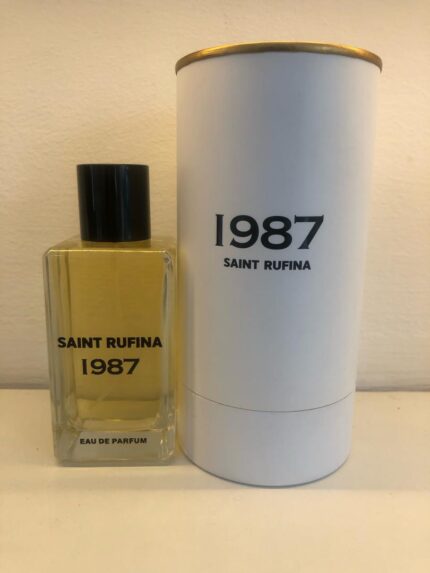 SAINT RUFINA
1987
EAU DE PARFUM
1987
SAINT RUFINA